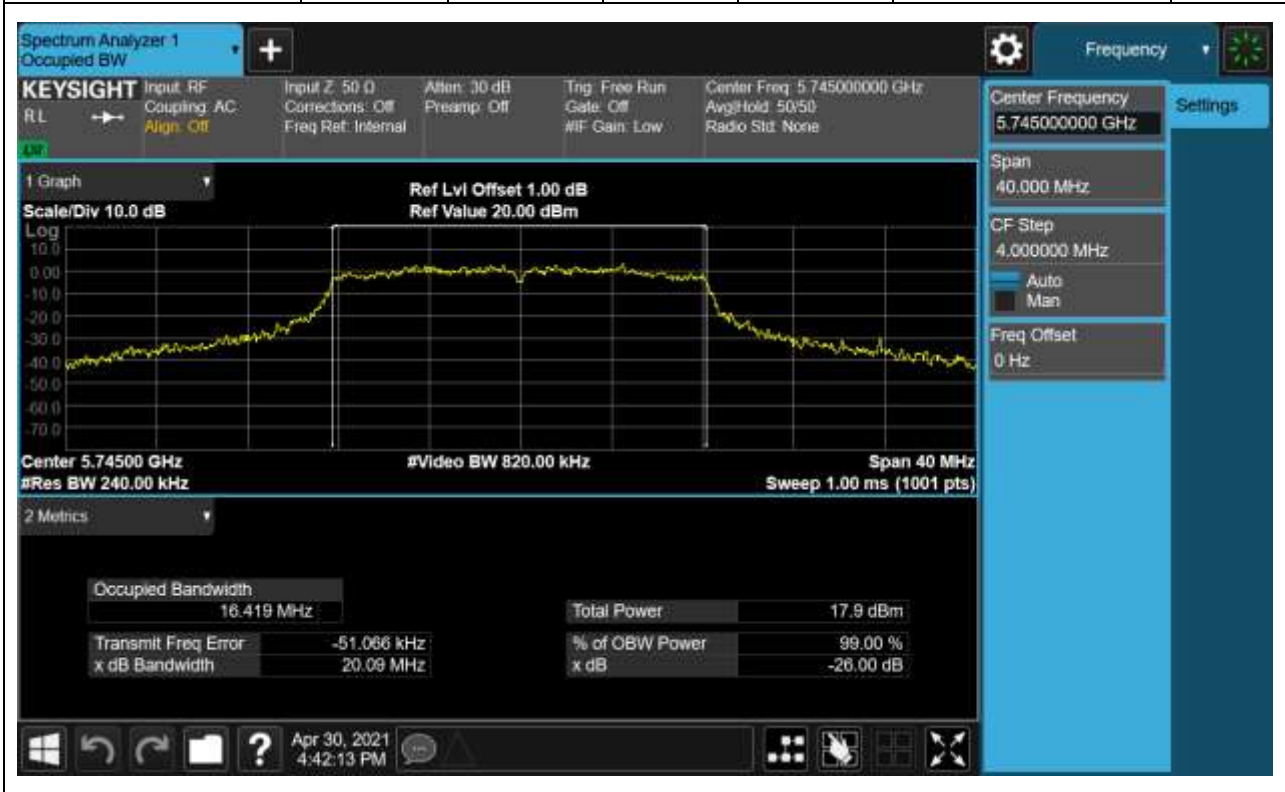 Spectrum Analyzer 1
Occupied BW
Frequency
KEYSIGHT
RL
Input: RF
Coupling: AC
Align: Off
Input Z: 50 Ω
Corrections: Off
Freq Ref: Internal
Atten: 30 dB
Preamp: Off
Trig: Free Run
Gate: Off
#IF Gain: Low
Center Freq: 5.745000000 GHz
Avg|Hold: 50/50
Radio Std: None
Center Frequency
5.745000000 GHz
Settings
Span
40.000 MHz
CF Step
4.000000 MHz
Auto
Man
Freq Offset
0 Hz
1 Graph
Scale/Div 10.0 dB
Ref Lvl Offset 1.00 dB
Ref Value 20.00 dBm
Log
10.0
0.00
-10.0
-20.0
-30.0
-40.0
-50.0
-60.0
-70.0
Center 5.74500 GHz
#Video BW 820.00 kHz
Span 40 MHz
#Res BW 240.00 kHz
Sweep 1.00 ms (1001 pts)
2 Metrics
Occupied Bandwidth
16.419 MHz
Total Power 17.9 dBm
Transmit Freq Error -51.066 kHz
% of OBW Power 99.00 %
x dB Bandwidth 20.09 MHz
x dB -26.00 dB
?
Apr 30, 2021
4:42:13 PM